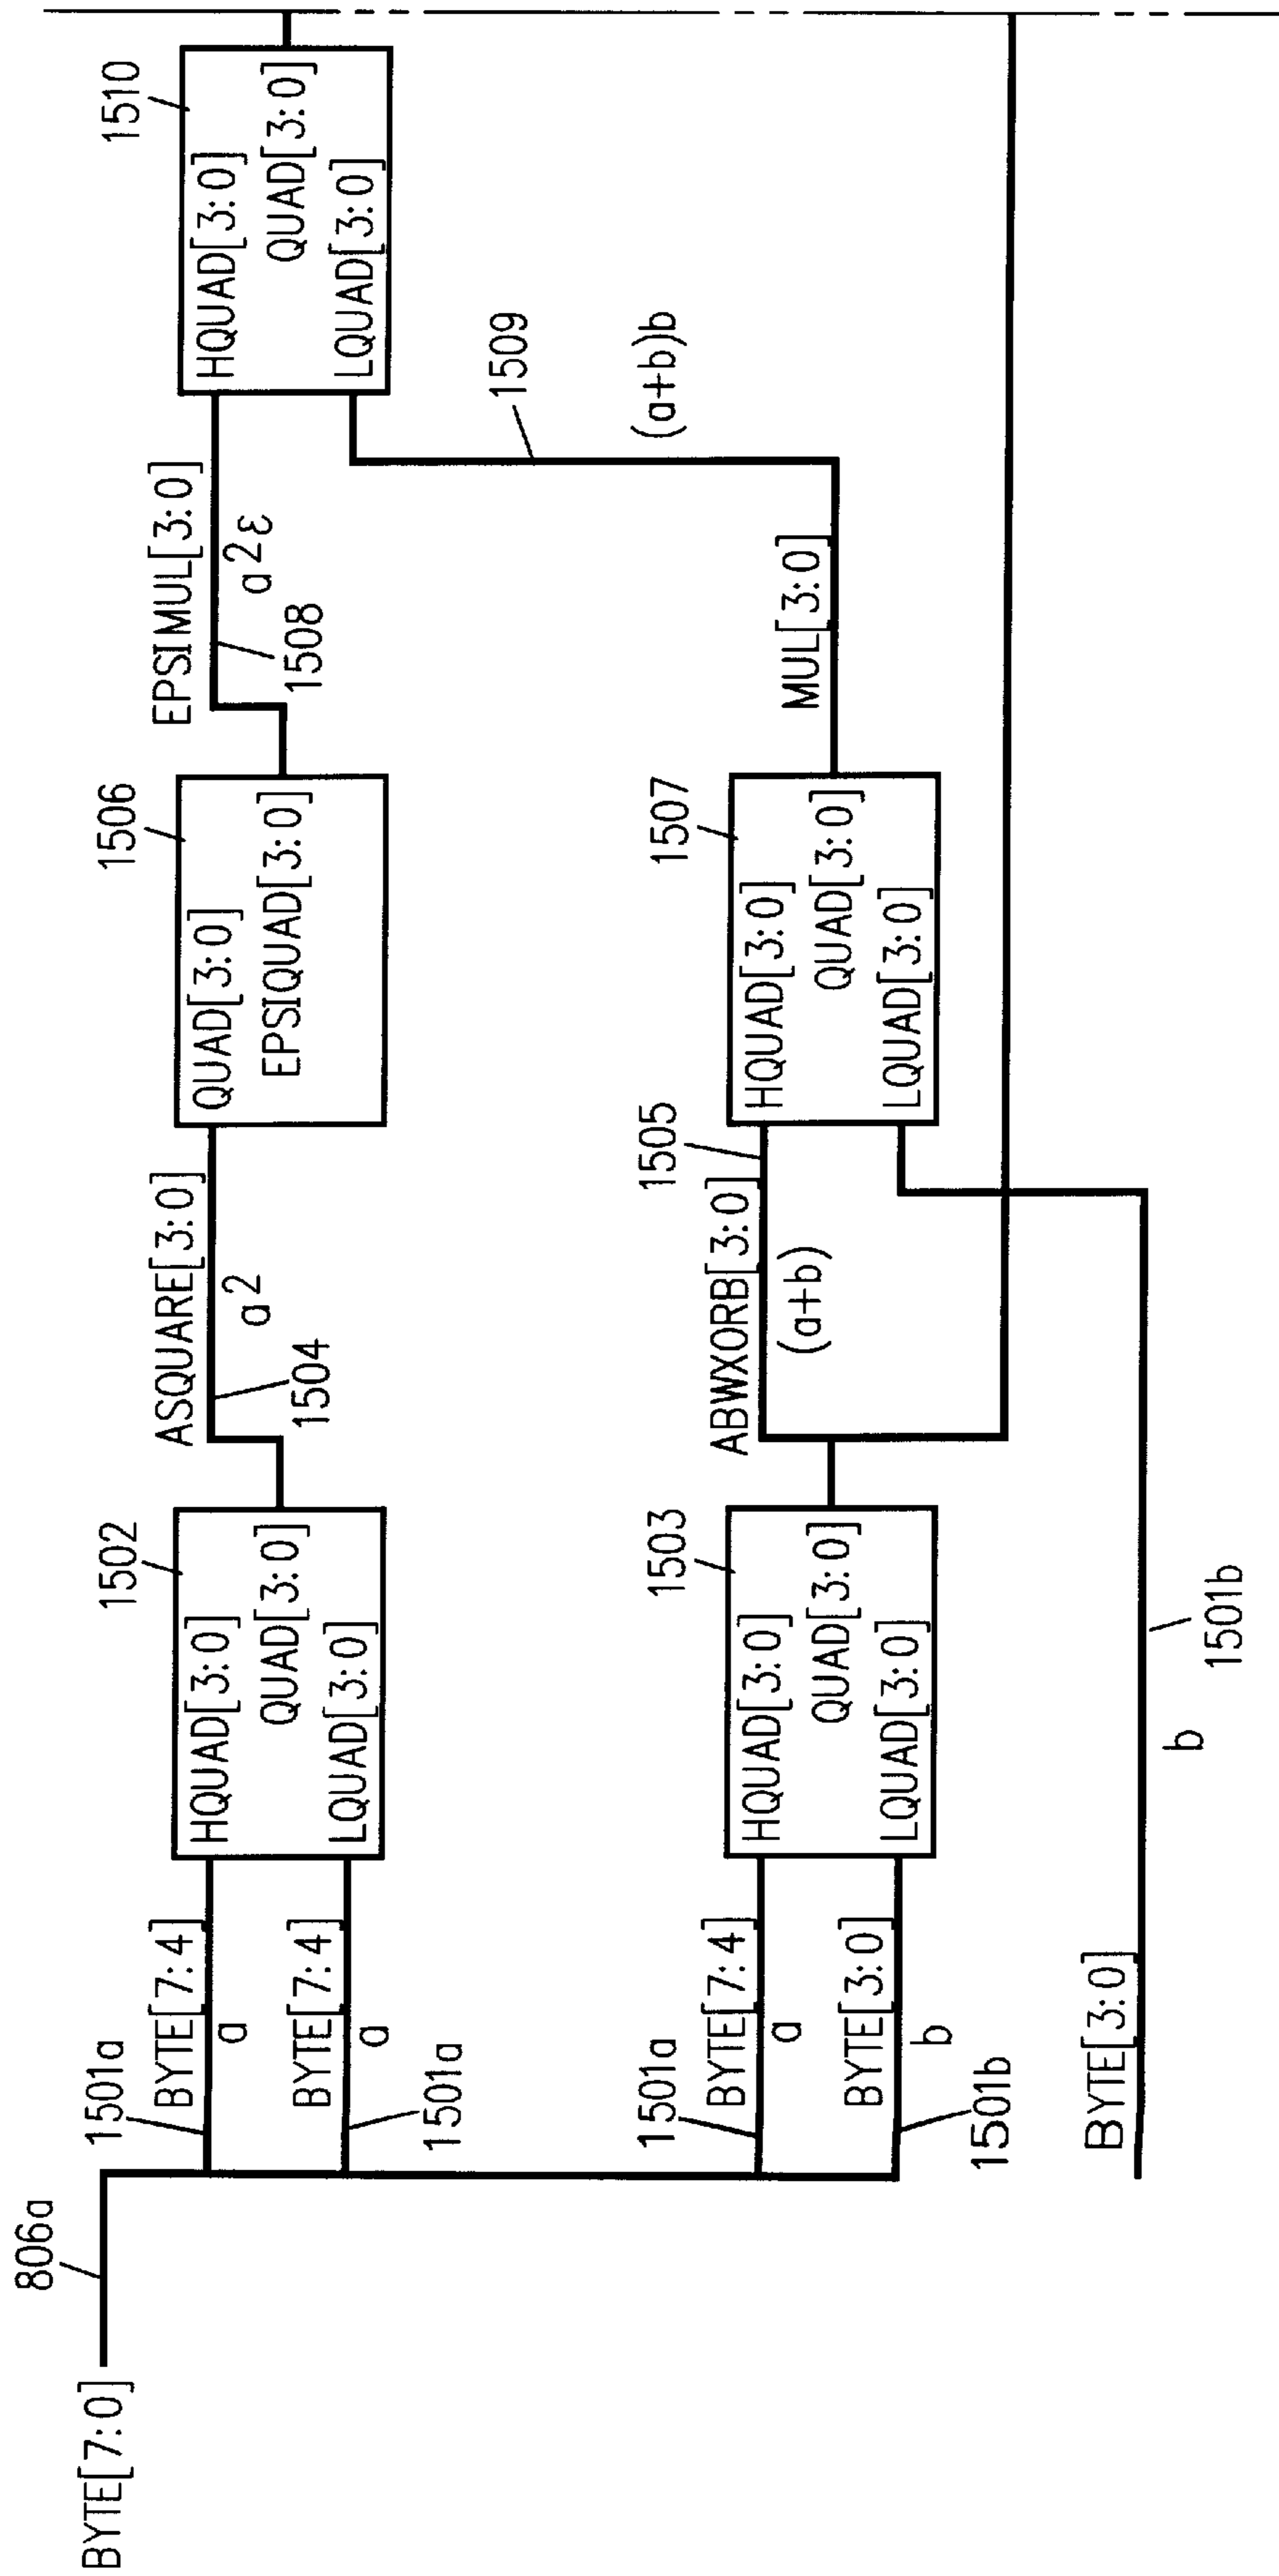 BYTE[7:0]
806a
1501a
BYTE[7:4]
a
BYTE[7:4]
a
1501a
1502
HQUAD[3:0]
QUAD[3:0]
LQUAD[3:0]
ASQUARE[3:0]
a2
1504
1506
QUAD[3:0]
EPSIQUAD[3:0]
EPSIMUL[3:0]
a2ε
1508
1510
HQUAD[3:0]
QUAD[3:0]
LQUAD[3:0]
1509
(a+b)b
1501a
BYTE[7:4]
a
BYTE[3:0]
b
1501b
1503
HQUAD[3:0]
QUAD[3:0]
LQUAD[3:0]
ABWXORB[3:0]
(a+b)
1505
1507
HQUAD[3:0]
QUAD[3:0]
LQUAD[3:0]
MUL[3:0]
BYTE[3:0]
b
1501b